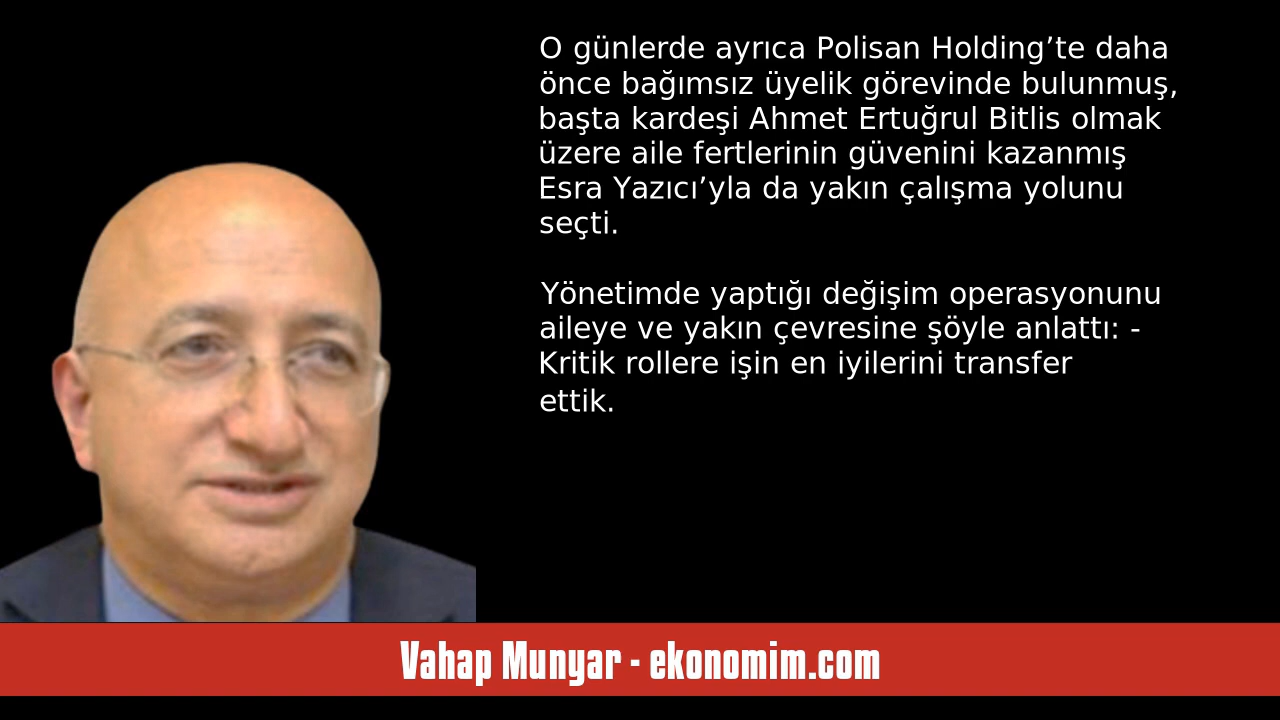 O günlerde ayrıca Polisan Holding’te daha
önce bağımsız üyelik görevinde bulunmuş,
başta kardeşi Ahmet Ertuğrul Bitlis olmak
üzere aile fertlerinin güvenini kazanmış
Esra Yazıcı’yla da yakın çalışma yolunu
seçti.
Yönetimde yaptığı değişim operasyonunu
aileye ve yakın çevresine şöyle anlattı: -
Kritik rollere işin en iyilerini transfer
ettik.
Vahap Munyar - ekonomim.com